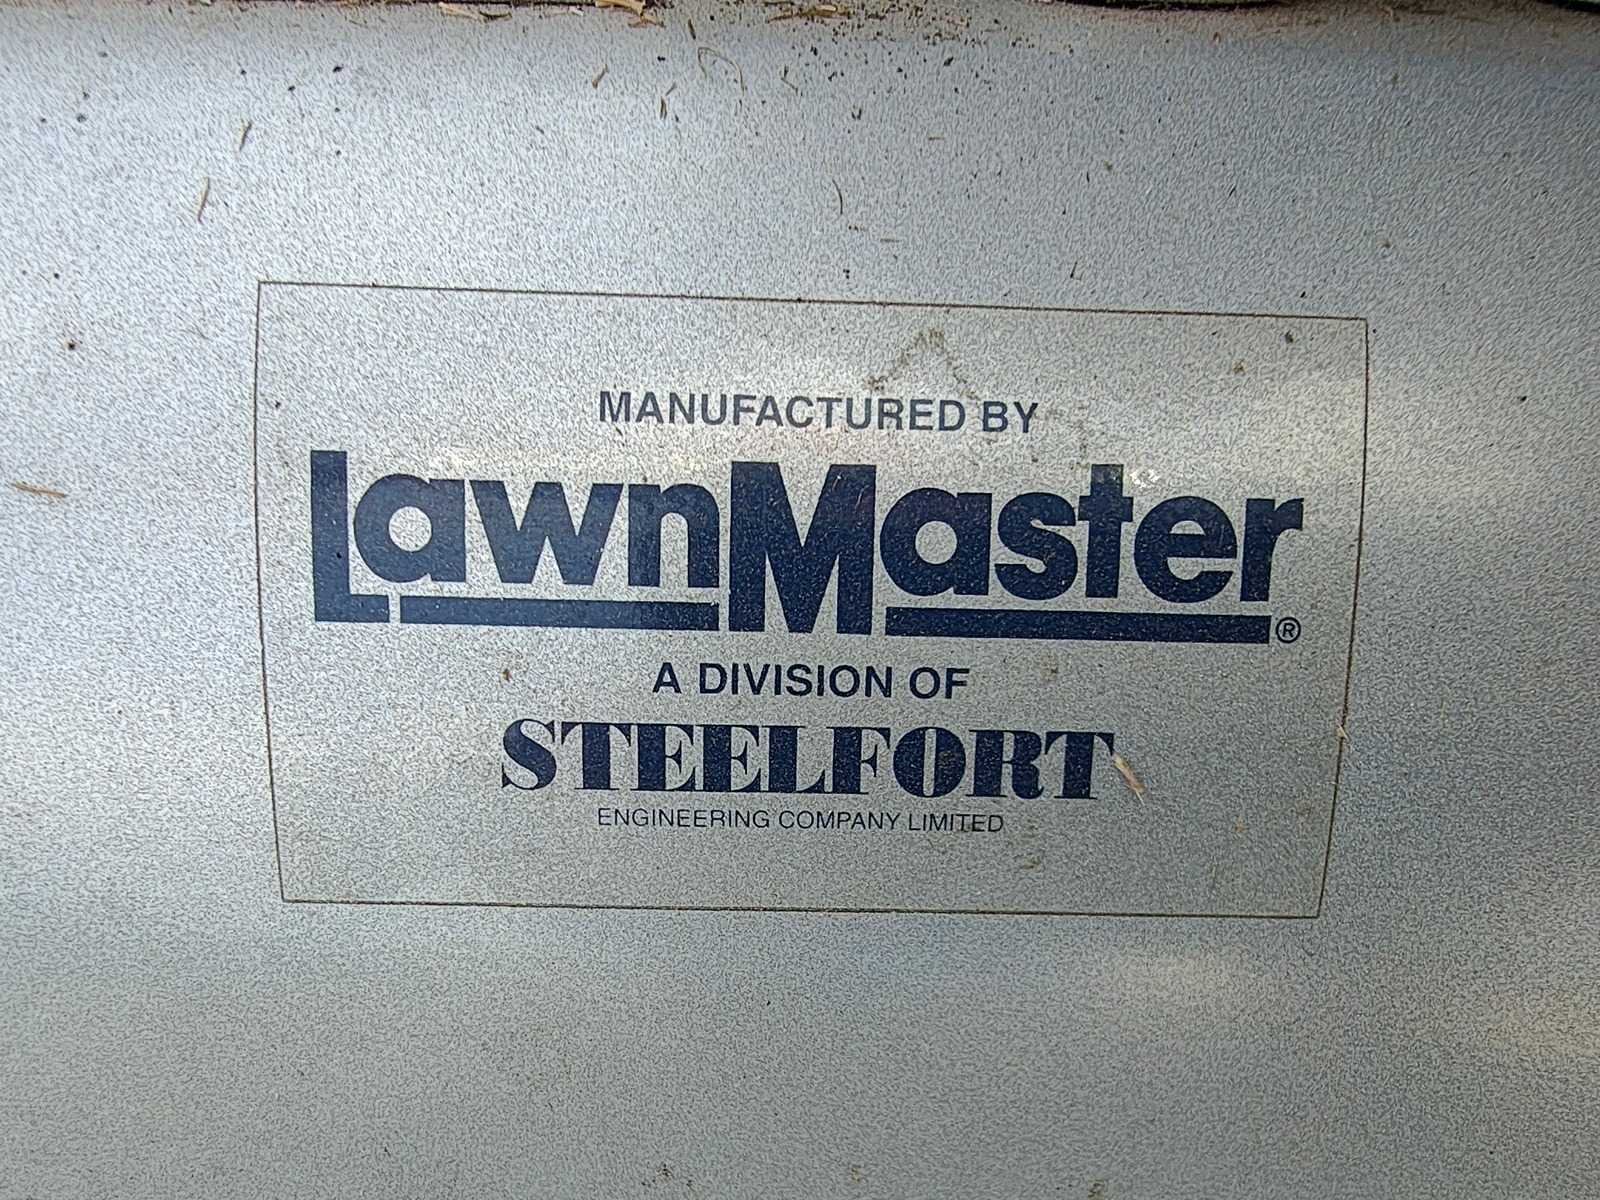 MANUFACTURED BY
LawnMaster®
A DIVISION OF
STEELFORT
ENGINEERING COMPANY LIMITED